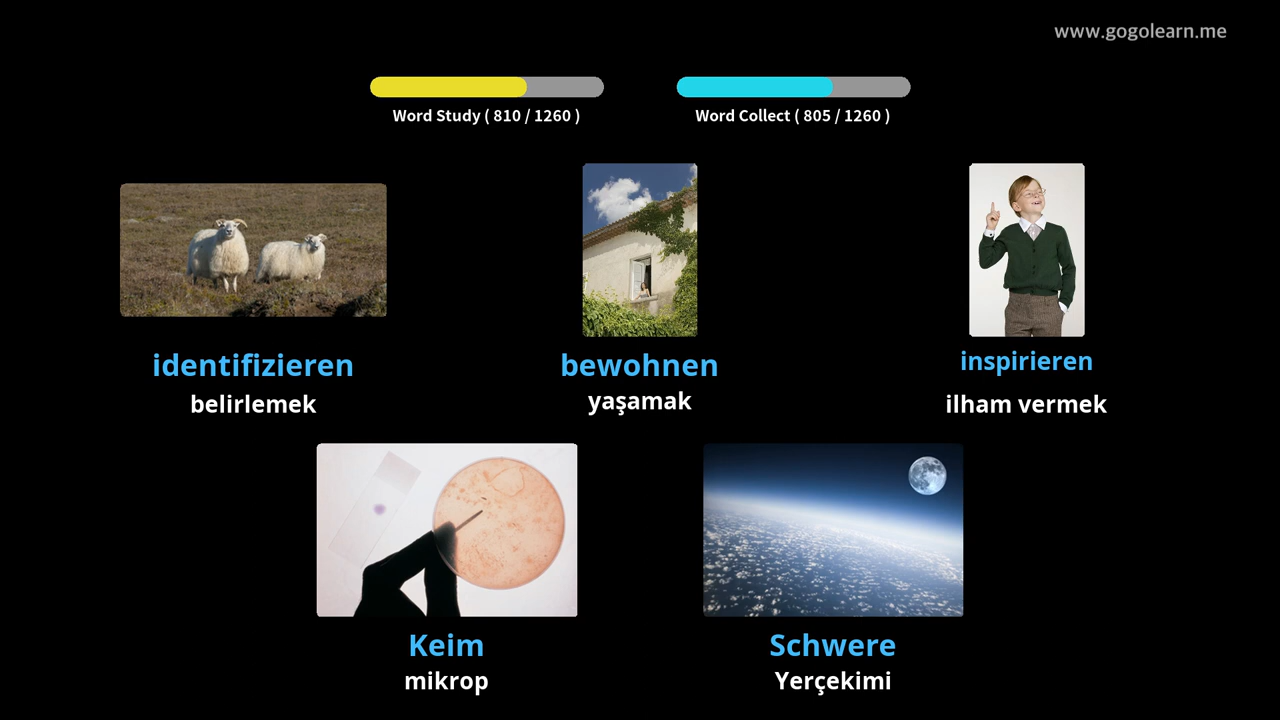 www.gogolearn.me
Word Study ( 810 / 1260 )
Word Collect ( 805 / 1260 )
identifizieren
belirlemek
bewohnen
yaşamak
inspirieren
ilham vermek
Keim
mikrop
Schwere
Yerçekimi